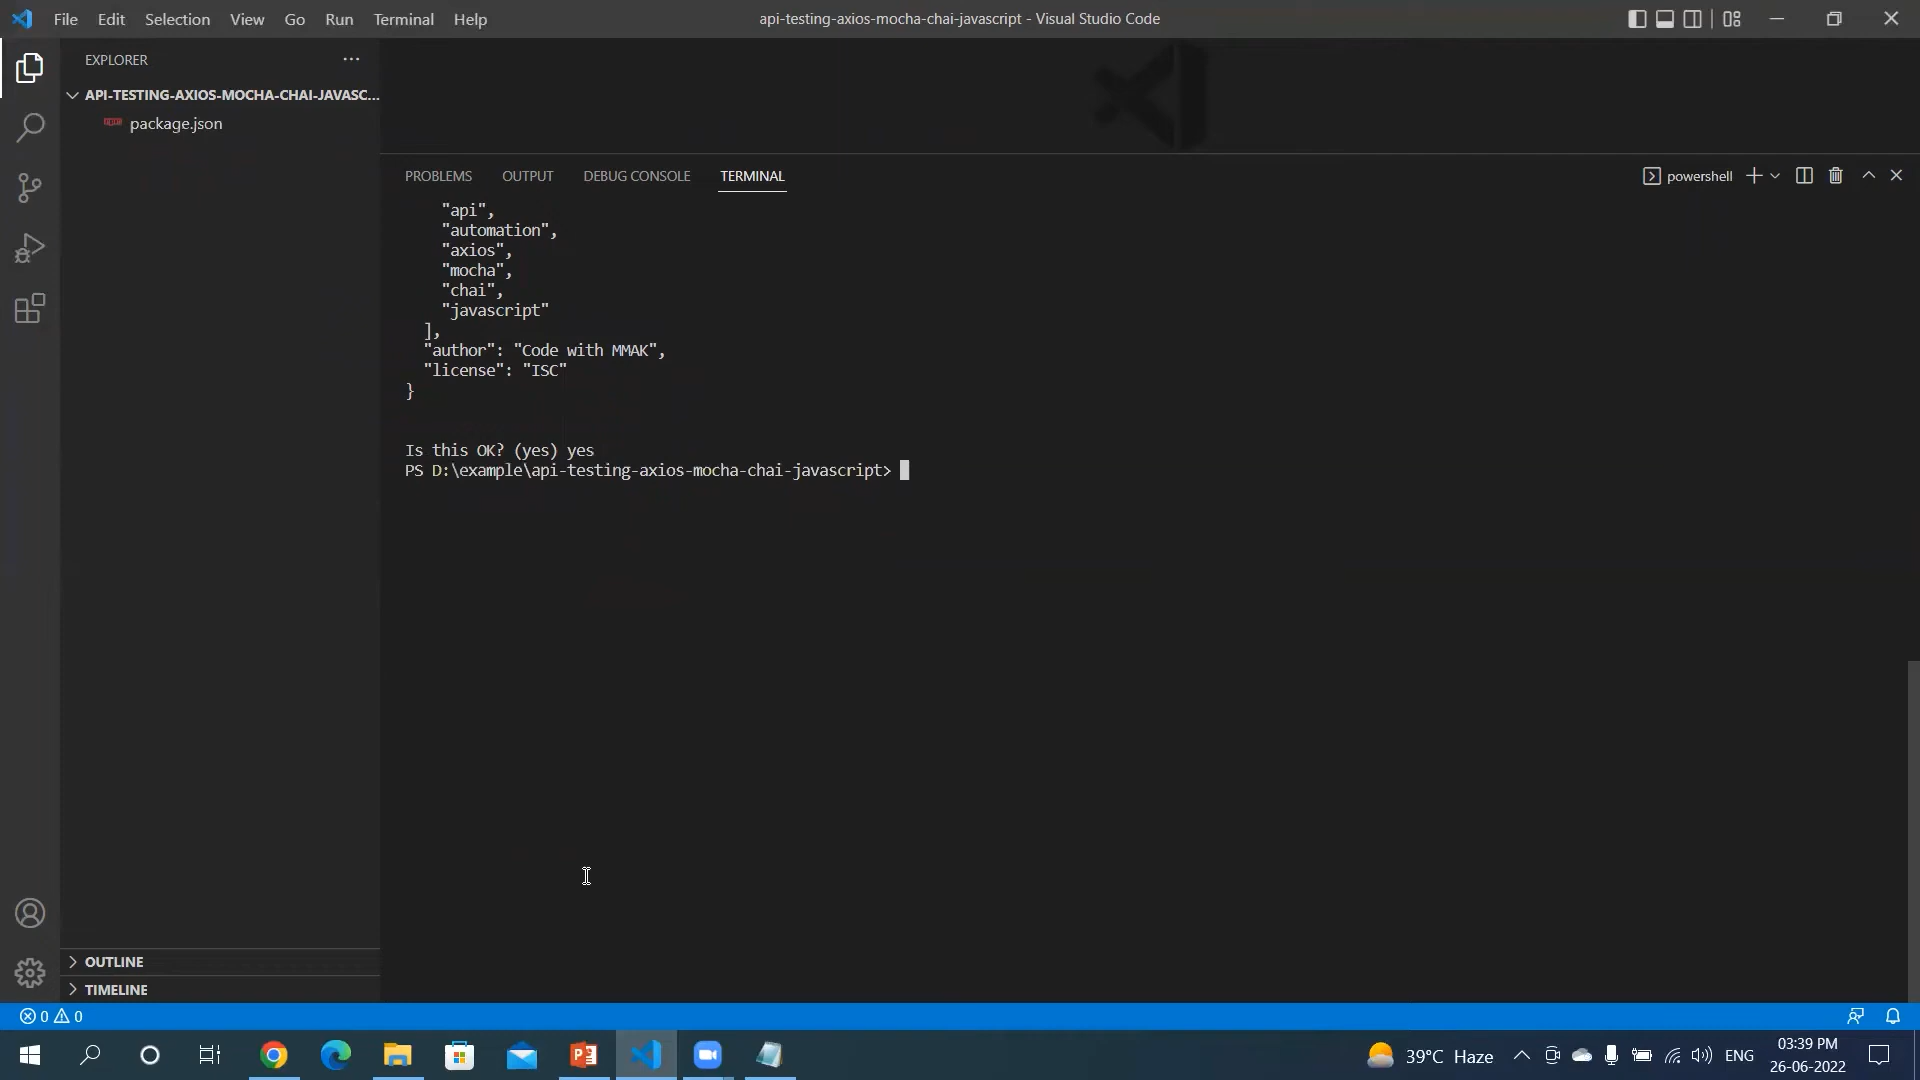 File Edit Selection View Go Run Terminal Help
api-testing-axios-mocha-chai-javascript - Visual Studio Code
EXPLORER
API-TESTING-AXIOS-MOCHA-CHAI-JAVASC...
package.json
PROBLEMS OUTPUT DEBUG CONSOLE TERMINAL
powershell
"api",
"automation",
"axios",
"mocha",
"chai",
"javascript"
],
"author": "Code with MMAK",
"license": "ISC"
}
Is this OK? (yes) yes
PS D:\example\api-testing-axios-mocha-chai-javascript>
OUTLINE
TIMELINE
0 0
39°C Haze
ENG
03:39 PM
26-06-2022